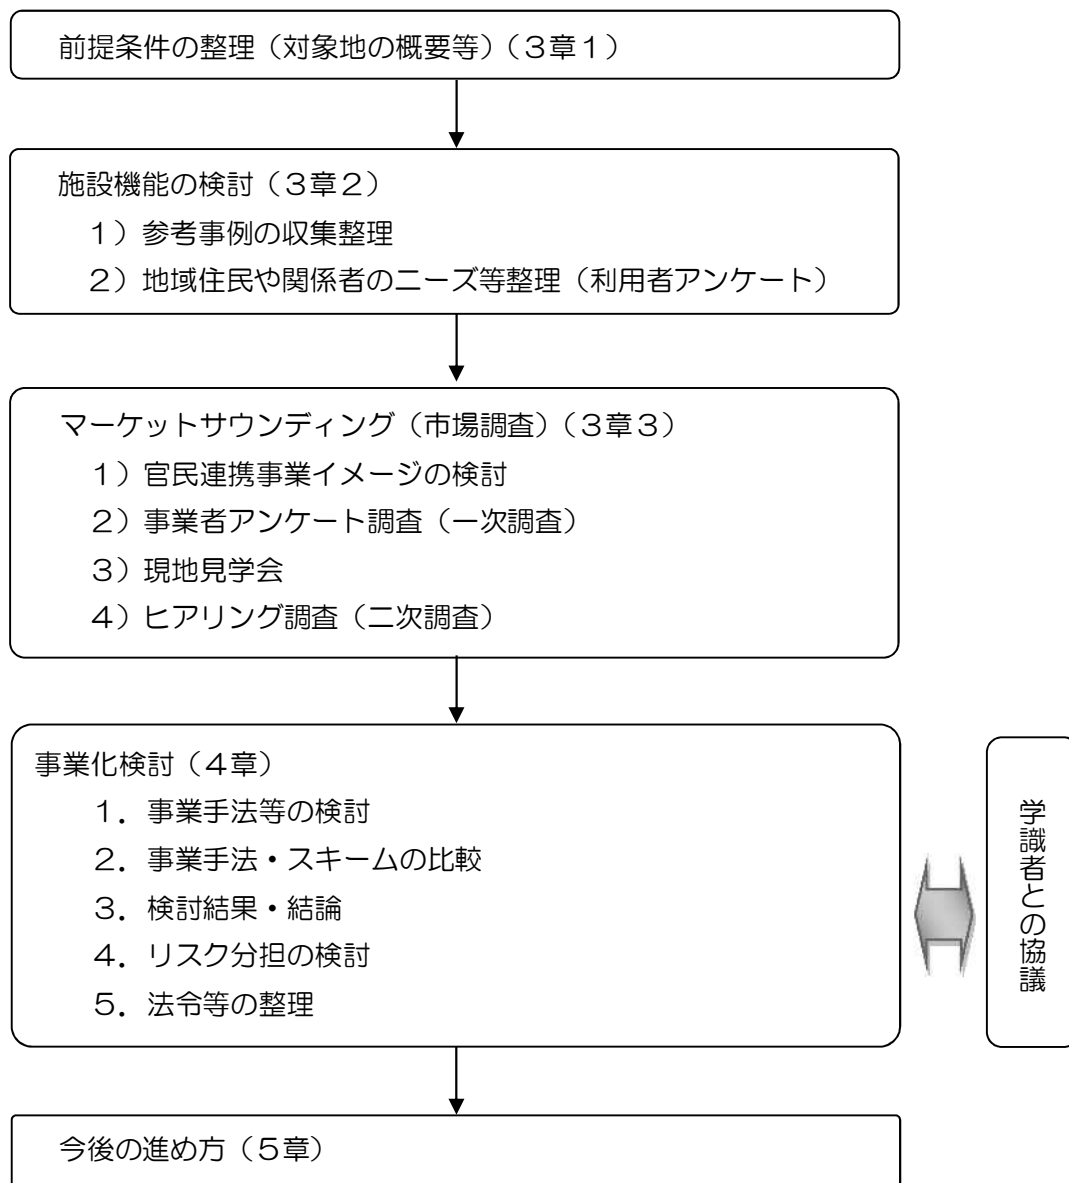 前提条件の整理（対象地の概要等）（３章１）
施設機能の検討（３章２）
１）参考事例の収集整理
２）地域住民や関係者のニーズ等整理（利用者アンケート）
マーケットサウンディング（市場調査）（３章３）
１）官民連携事業イメージの検討
２）事業者アンケート調査（一次調査）
３）現地見学会
４）ヒアリング調査（二次調査）
事業化検討（４章）
１．事業手法等の検討
２．事業手法・スキームの比較
３．検討結果・結論
４．リスク分担の検討
５．法令等の整理
学識者との協議
今後の進め方（５章）